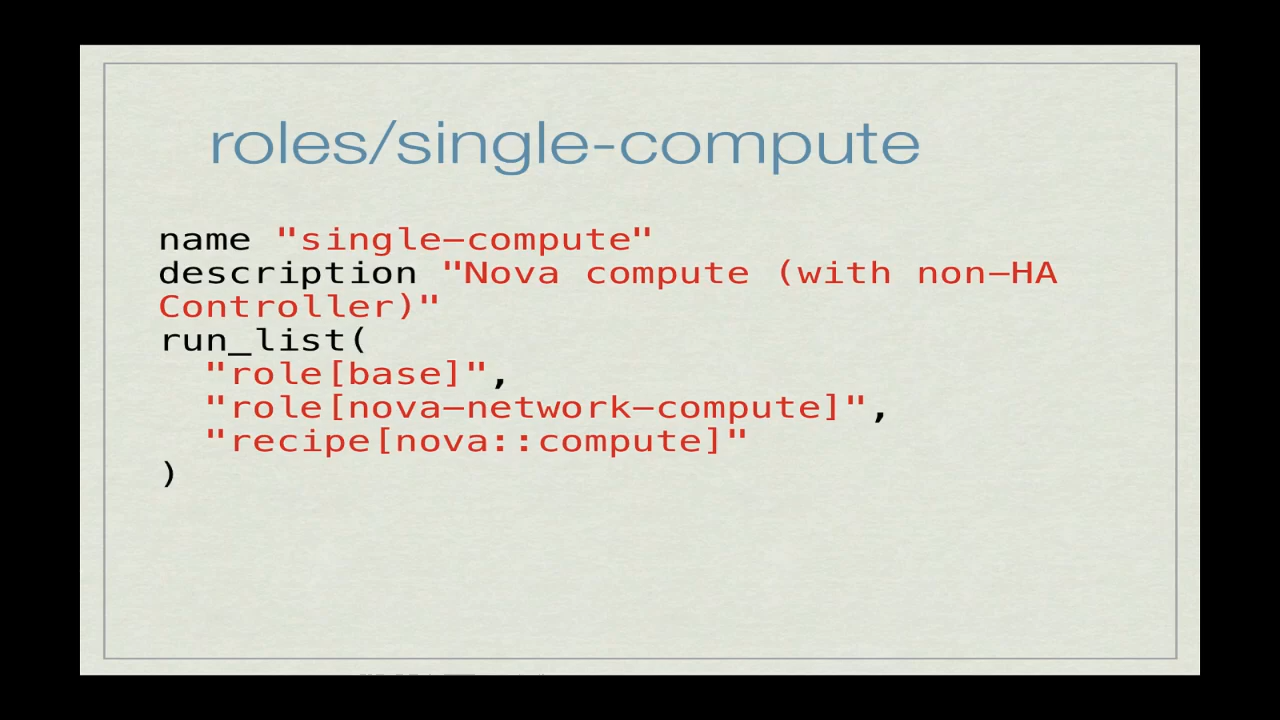 roles/single-compute
name "single-compute"
description "Nova compute (with non-HA
Controller)"
run_list(
  "role[base]",
  "role[nova-network-compute]",
  "recipe[nova::compute]"
)